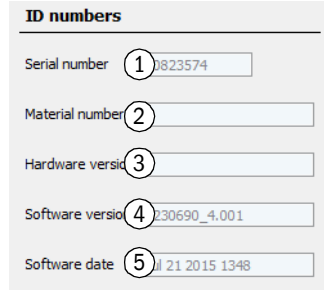 ID numbers
Serial number 1 0823574
Material number 2
Hardware versio 3
Software versio 4 230690_4.001
Software date 5 ul 21 2015 1348